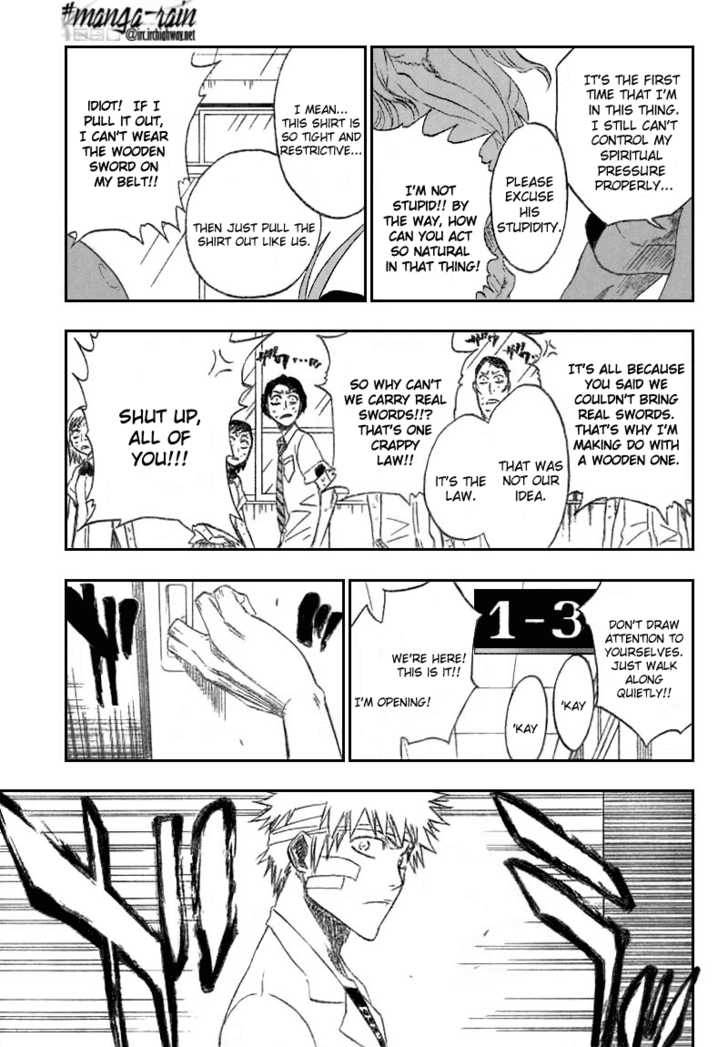 #manga-rain
@irc.irchighway.net
IT'S THE FIRST
TIME THAT I'M
IN THIS THING.
I STILL CAN'T
CONTROL MY
SPIRITUAL
PRESSURE
PROPERLY...
PLEASE
EXCUSE
HIS
STUPIDITY.
I'M NOT
STUPID!! BY
THE WAY, HOW
CAN YOU ACT
SO NATURAL
IN THAT THING!
I MEAN...
THIS SHIRT IS
SO TIGHT AND
RESTRICTIVE...
THEN JUST PULL THE
SHIRT OUT LIKE US.
IDIOT! IF I
PULL IT OUT,
I CAN'T WEAR
THE WOODEN
SWORD ON
MY BELT!!
IT'S ALL BECAUSE
YOU SAID WE
COULDN'T BRING
REAL SWORDS.
THAT'S WHY I'M
MAKING DO WITH
A WOODEN ONE.
THAT WAS
NOT OUR
IDEA.
IT'S THE
LAW.
SO WHY CAN'T
WE CARRY REAL
SWORDS!!?
THAT'S ONE
CRAPPY
LAW!!
SHUT UP,
ALL OF
YOU!!!
DON'T DRAW
ATTENTION TO
YOURSELVES.
JUST WALK
ALONG
QUIETLY!!
1-3
'KAY
'KAY
WE'RE HERE!
THIS IS IT!!
I'M OPENING!